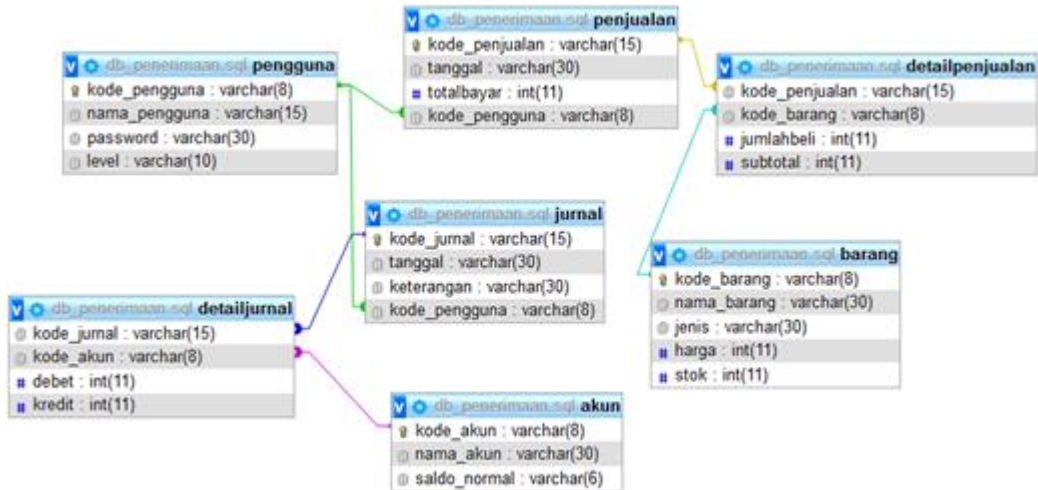 db_penerimaan.sql pengguna
kode_pengguna : varchar(8)
nama_pengguna : varchar(15)
password : varchar(30)
level : varchar(10)
db_penerimaan.sql penjualan
kode_penjualan : varchar(15)
tanggal : varchar(30)
totalbayar : int(11)
kode_pengguna : varchar(8)
db_penerimaan.sql detailpenjualan
kode_penjualan : varchar(15)
kode_barang : varchar(8)
jumlahbeli : int(11)
subtotal : int(11)
db_penerimaan.sql jurnal
kode_jurnal : varchar(15)
tanggal : varchar(30)
keterangan : varchar(30)
kode_pengguna : varchar(8)
db_penerimaan.sql barang
kode_barang : varchar(8)
nama_barang : varchar(30)
jenis : varchar(30)
harga : int(11)
stok : int(11)
db_penerimaan.sql detailjurnal
kode_jurnal : varchar(15)
kode_akun : varchar(8)
debet : int(11)
kredit : int(11)
db_penerimaan.sql akun
kode_akun : varchar(8)
nama_akun : varchar(30)
saldo_normal : varchar(6)